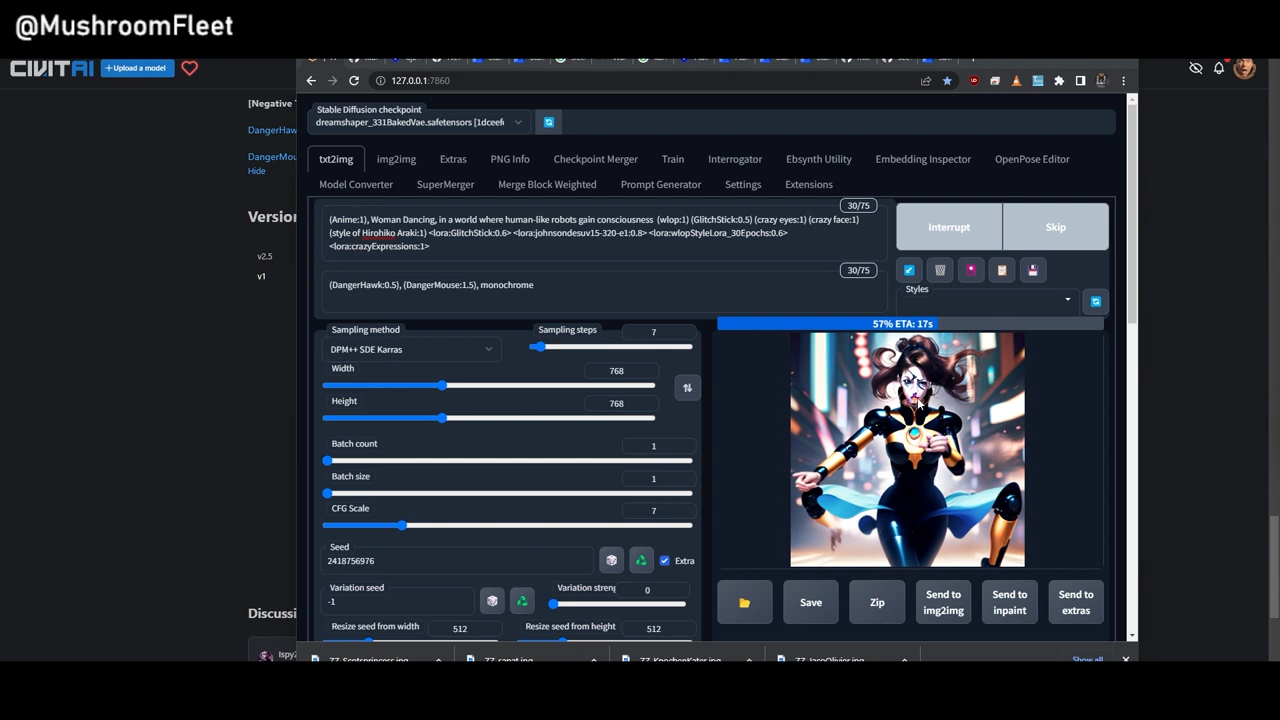 @MushroomFleet
CIVITAI
+Upload a model
127.0.0.1:7860
[Negative
DangerHaw
DangerMou
Hide
Version
v2.5
v1
Discussi
lspy2
Stable Diffusion checkpoint
dreamshaper_331BakedVae.safetensors [1dceef
txt2img img2img Extras PNG Info Checkpoint Merger Train Interrogator Ebsynth Utility Embedding Inspector OpenPose Editor
Model Converter SuperMerger Merge Block Weighted Prompt Generator Settings Extensions
30/75
(Anime:1), Woman Dancing, in a world where human-like robots gain consciousness (wlop:1) (GlitchStick:0.5) (crazy eyes:1) (crazy face:1)
(style of Hirohiko Araki:1) <lora:GlitchStick:0.6> <lora:johnsondesuv15-320-e1:0.8> <lora:wlopStyleLora_30Epochs:0.6>
<lora:crazyExpressions:1>
30/75
(DangerHawk:0.5), (DangerMouse:1.5), monochrome
Interrupt Skip
Styles
Sampling method
DPM++ SDE Karras
Sampling steps
7
Width
768
Height
768
Batch count
1
Batch size
1
CFG Scale
7
Seed
2418756976
Extra
Variation seed
-1
Variation streng
0
Resize seed from width
512
Resize seed from height
512
57% ETA: 17s
Save
Zip
Send to
img2img
Send to
inpaint
Send to
extras
Show all